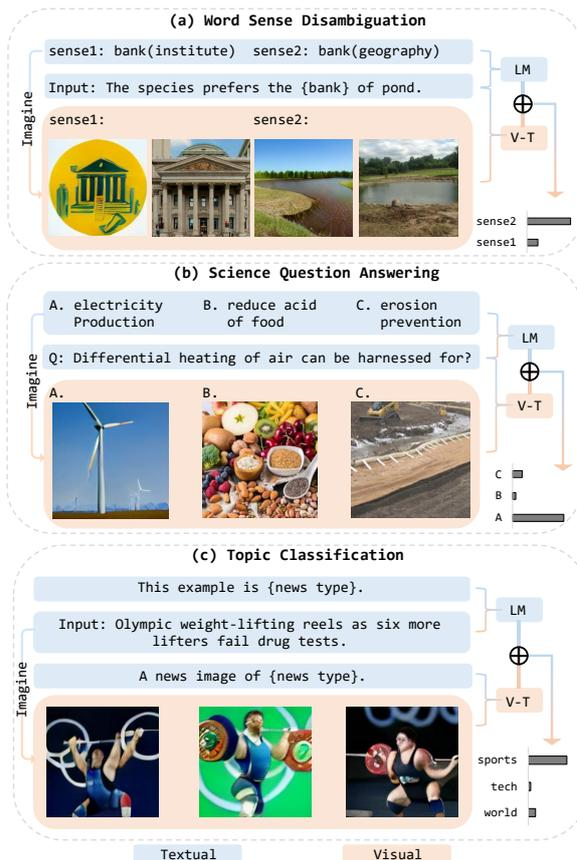 (a) Word Sense Disambiguation
sense1: bank(institute) sense2: bank(geography)
Input: The species prefers the {bank} of pond.
Imagine
sense1: sense2:
LM
V-T
sense2
sense1
(b) Science Question Answering
A. electricity Production
B. reduce acid of food
C. erosion prevention
Q: Differential heating of air can be harnessed for?
Imagine
A. B. C.
LM
V-T
C
B
A
(c) Topic Classification
This example is {news type}.
Input: Olympic weight-lifting reels as six more
lifters fail drug tests.
A news image of {news type}.
Imagine
LM
V-T
sports
tech
world
Textual Visual